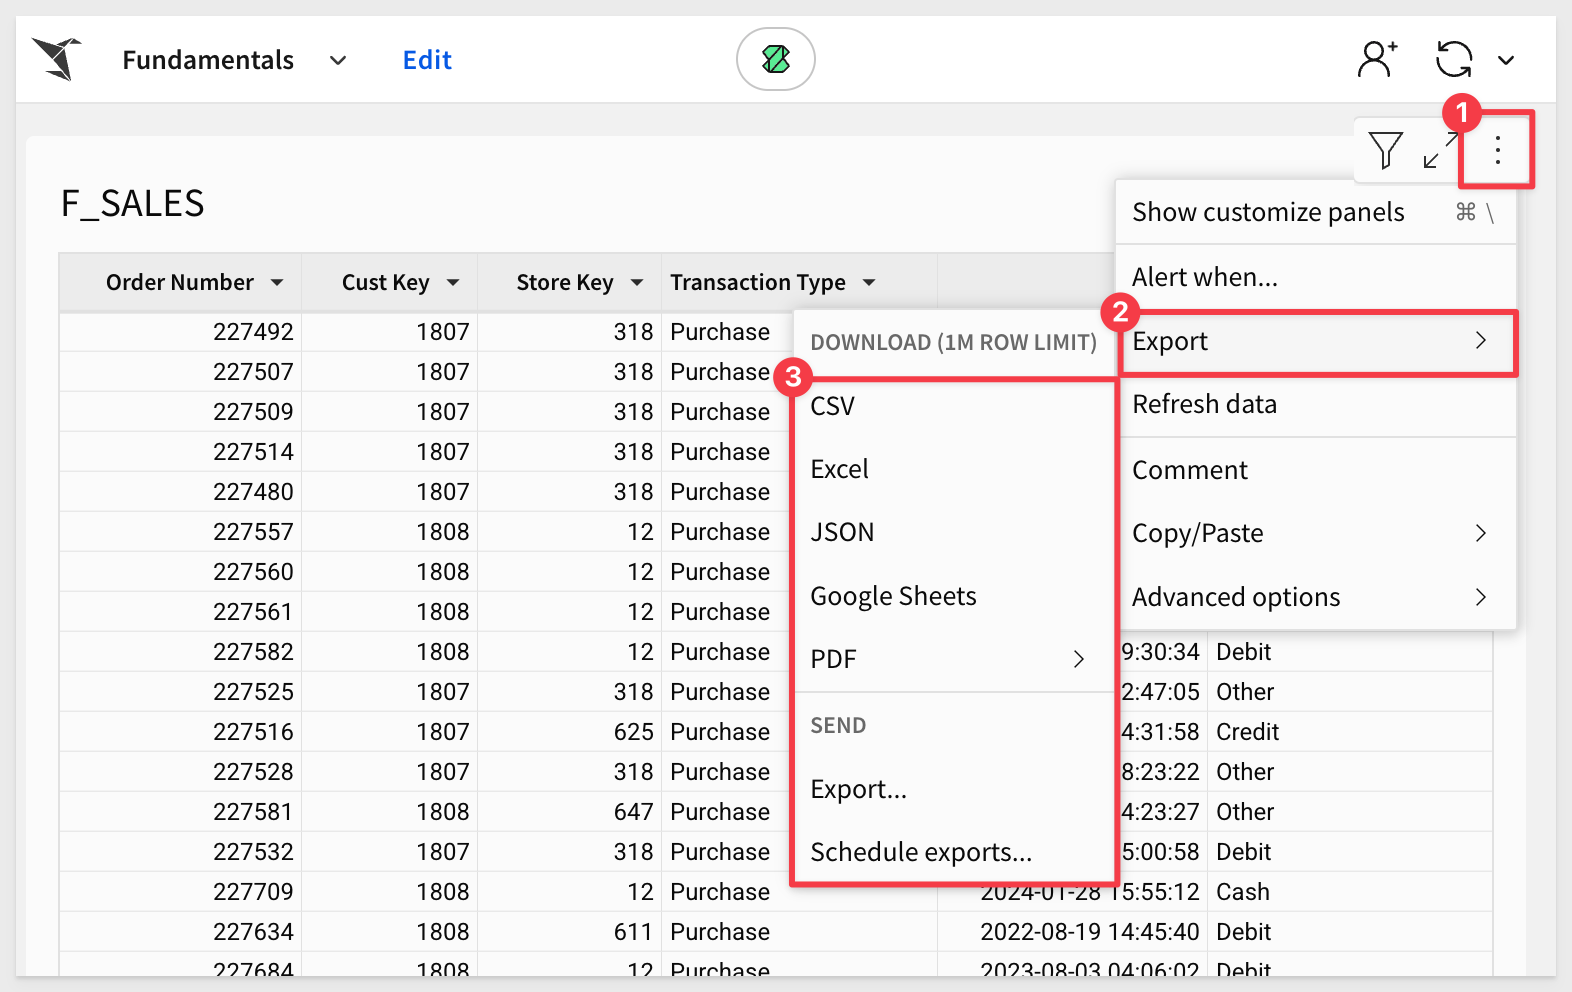 Fundamentals Edit
1
F_SALES
Show customize panels ⌘ \
Alert when...
2
Export
Refresh data
Comment
Copy/Paste
Advanced options
DOWNLOAD (1M ROW LIMIT)
3
CSV
Excel
JSON
Google Sheets
PDF
SEND
Export...
Schedule exports...
Order Number Cust Key Store Key Transaction Type
227492 1807 318 Purchase
227507 1807 318 Purchase
227509 1807 318 Purchase
227514 1807 318 Purchase
227480 1807 318 Purchase
227557 1808 12 Purchase
227560 1808 12 Purchase
227561 1808 12 Purchase
227582 1808 12 Purchase 9:30:34 Debit
227525 1807 318 Purchase 2:47:05 Other
227516 1807 625 Purchase 4:31:58 Credit
227528 1807 318 Purchase 8:23:22 Other
227581 1808 647 Purchase 4:23:27 Other
227532 1807 318 Purchase 5:00:58 Debit
227709 1808 12 Purchase 2024-01-28 15:55:12 Cash
227634 1808 611 Purchase 2022-08-19 14:45:40 Debit
227684 1808 12 Purchase 2023-08-03 04:06:02 Debit